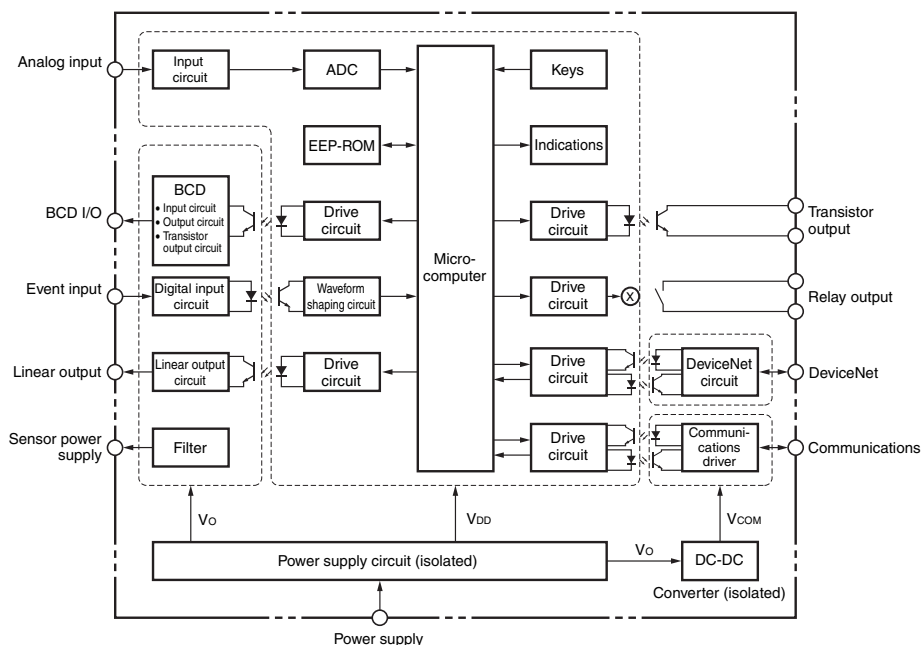 Analog input
Input
circuit
ADC
Keys
EEP-ROM
Indications
BCD I/O
BCD
• Input circuit
• Output circuit
• Transistor
output circuit
Drive
circuit
Micro-
computer
Drive
circuit
Transistor
output
Event input
Digital input
circuit
Waveform
shaping circuit
Drive
circuit
X
Relay output
Linear output
Linear output
circuit
Drive
circuit
Drive
circuit
DeviceNet
circuit
DeviceNet
Sensor power
supply
Filter
Drive
circuit
Communi-
cations
driver
Communications
VO
VDD
VCOM
Power supply circuit (isolated)
VO
DC-DC
Converter (isolated)
Power supply